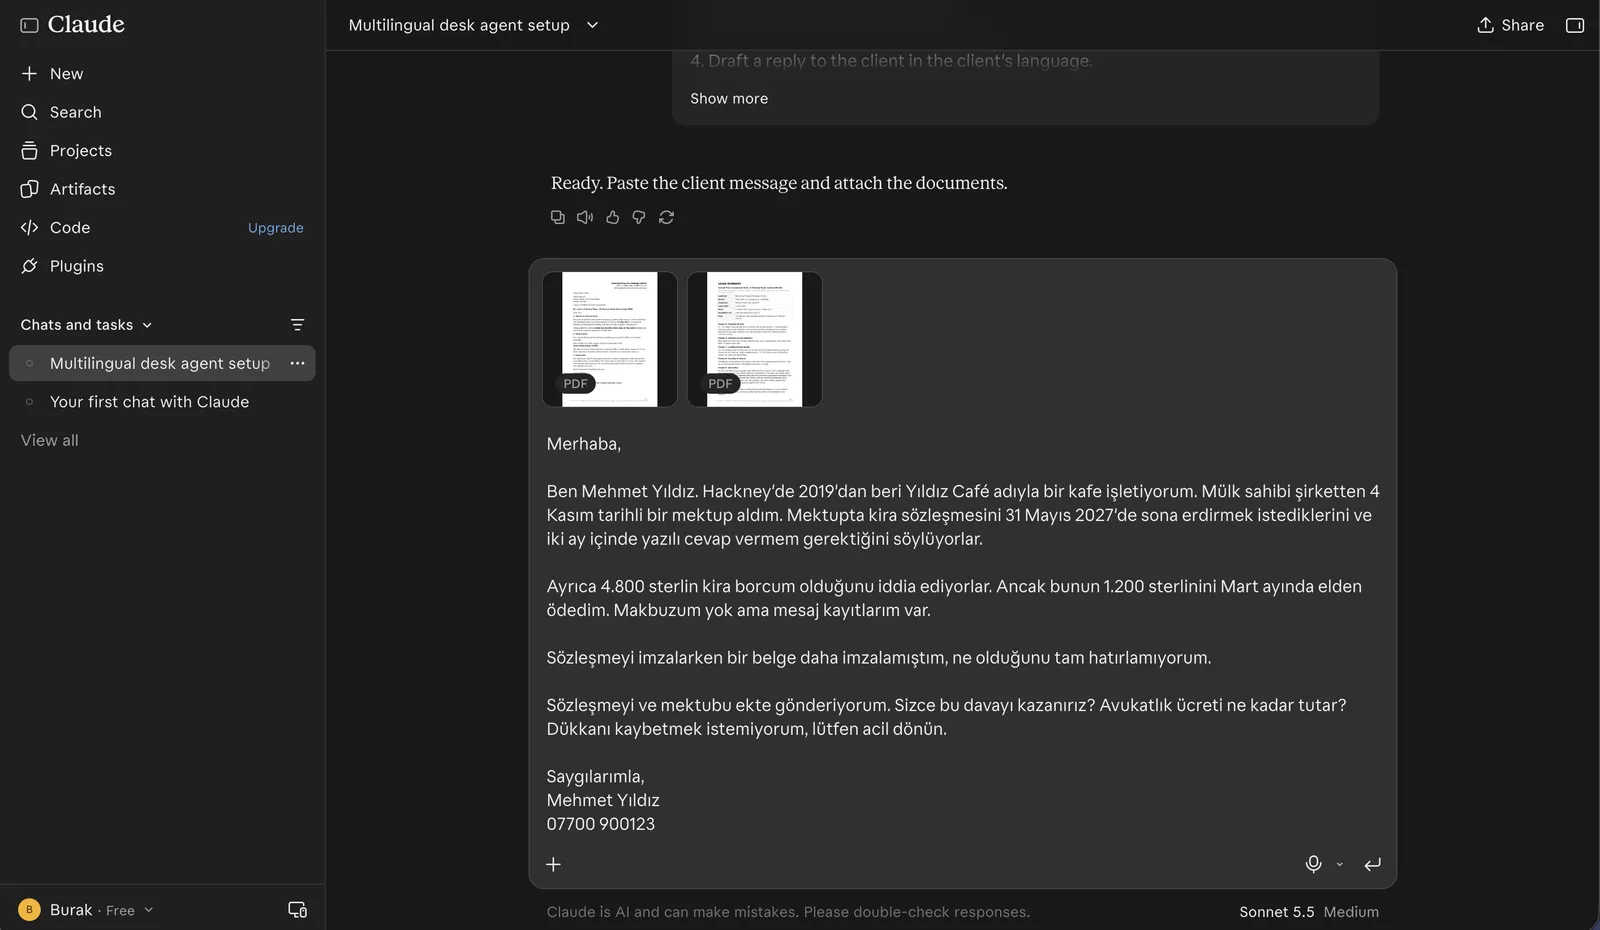 Claude
New
Search
Projects
Artifacts
Code
Upgrade
Plugins
Chats and tasks
Multilingual desk agent setup
Your first chat with Claude
View all
B
Burak · Free
Multilingual desk agent setup
Share
4. Draft a reply to the client in the client's language.
Show more
Ready. Paste the client message and attach the documents.
PDF
PDF
Merhaba,
Ben Mehmet Yıldız. Hackney'de 2019'dan beri Yıldız Café adıyla bir kafe işletiyorum. Mülk sahibi şirketten 4
Kasım tarihli bir mektup aldım. Mektupta kira sözleşmesini 31 Mayıs 2027'de sona erdirmek istediklerini ve
iki ay içinde yazılı cevap vermem gerektiğini söylüyorlar.
Ayrıca 4.800 sterlin kira borcum olduğunu iddia ediyorlar. Ancak bunun 1.200 sterlinini Mart ayında elden
ödedim. Makbuzum yok ama mesaj kayıtlarım var.
Sözleşmeyi imzalarken bir belge daha imzalamıştım, ne olduğunu tam hatırlamıyorum.
Sözleşmeyi ve mektubu ekte gönderiyorum. Sizce bu davayı kazanırız? Avukatlık ücreti ne kadar tutar?
Dükkanı kaybetmek istemiyorum, lütfen acil dönün.
Saygılarımla,
Mehmet Yıldız
07700 900123
Claude is AI and can make mistakes. Please double-check responses.
Sonnet 5.5 Medium